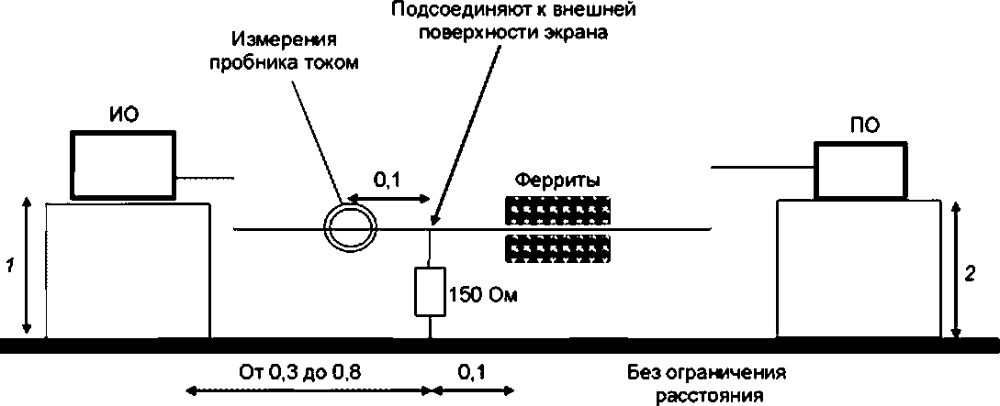 Подсоединяют к внешней
поверхности экрана
Измерения
пробника током
ИО
ПО
0,1
Ферриты
1
2
150 Ом
От 0,3 до 0,8
0,1
Без ограничения
расстояния